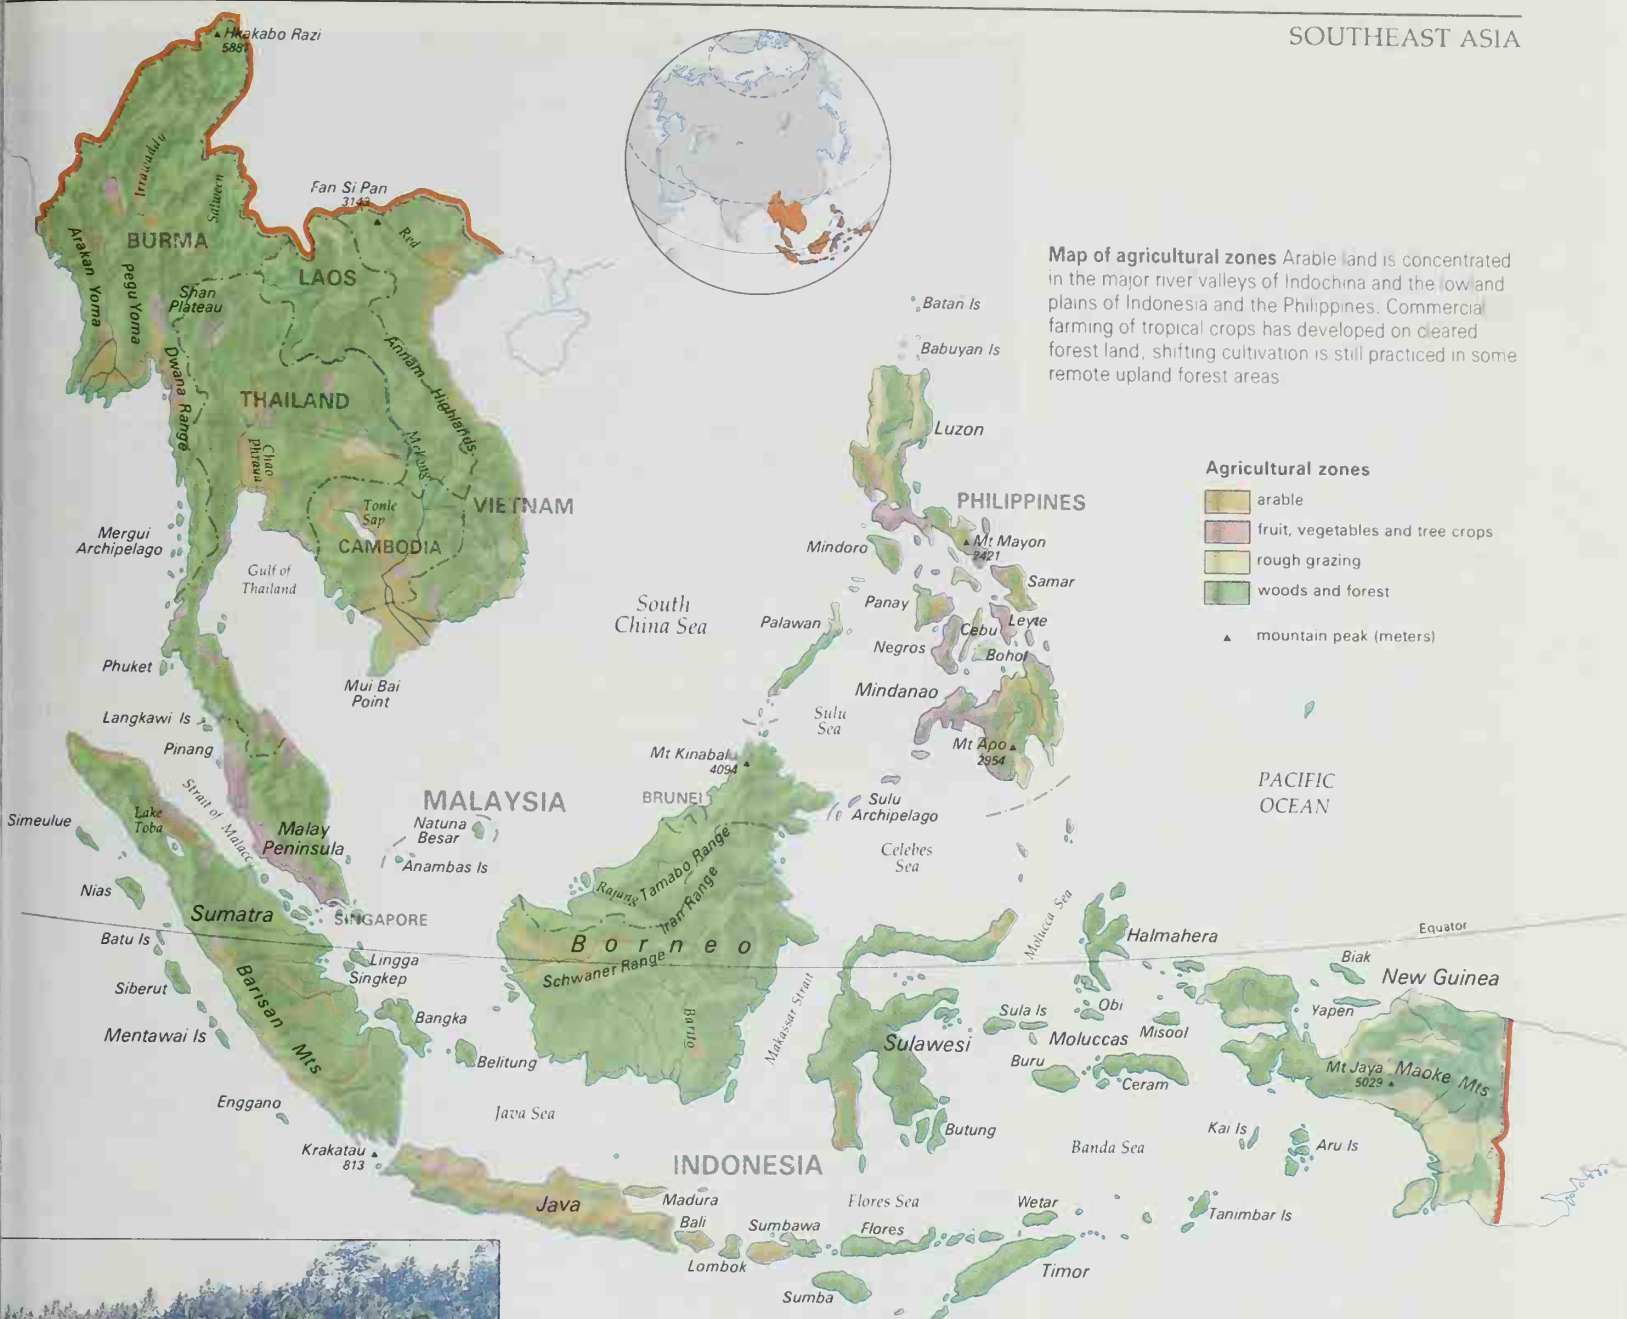 SOUTHEAST ASIA
Hkakabo Razi
5881
Fan Si Pan
3143
Irrawaddy
Salween
Red
BURMA
LAOS
Arakan Yoma
Pegu Yoma
Shan
Plateau
Dwana Range
Annam Highlands
THAILAND
Chao
Phraya
Mekong
Tonle
Sap
VIETNAM
CAMBODIA
Mergui
Archipelago
Gulf of
Thailand
Phuket
Mui Bai
Point
Langkawi Is
Pinang
Map of agricultural zones Arable land is concentrated
in the major river valleys of Indochina and the lowland
plains of Indonesia and the Philippines. Commercial
farming of tropical crops has developed on cleared
forest land, shifting cultivation is still practiced in some
remote upland forest areas
Agricultural zones
arable
fruit, vegetables and tree crops
rough grazing
woods and forest
mountain peak (meters)
Batan Is
Babuyan Is
Luzon
PHILIPPINES
Mindoro
Mt Mayon
2421
Samar
Panay
South
China Sea
Palawan
Cebu
Leyte
Negros
Bohol
Mindanao
Sulu
Sea
Mt Apo
2954
Mt Kinabalu
4094
PACIFIC
OCEAN
MALAYSIA
BRUNEI
Sulu
Archipelago
Strait of Malacca
Lake
Toba
Simeulue
Malay
Peninsula
Natuna
Besar
Anambas Is
Celebes
Sea
Rajang
Tamabo Range
Iran Range
Nias
Sumatra
SINGAPORE
Molucca Sea
Equator
Batu Is
Borneo
Halmahera
Lingga
Singkep
Schwaner Range
Biak
New Guinea
Siberut
Barisan
Mts
Bangka
Barito
Makassar Strait
Sula Is
Obi
Yapen
Mentawai Is
Sulawesi
Moluccas
Misool
Belitung
Buru
Ceram
Mt Jaya
5029
Maoke Mts
Enggano
Java Sea
Butung
Banda Sea
Kai Is
Aru Is
Krakatau
813
INDONESIA
Java
Madura
Flores Sea
Wetar
Tanimbar Is
Bali
Sumbawa
Flores
Lombok
Timor
Sumba